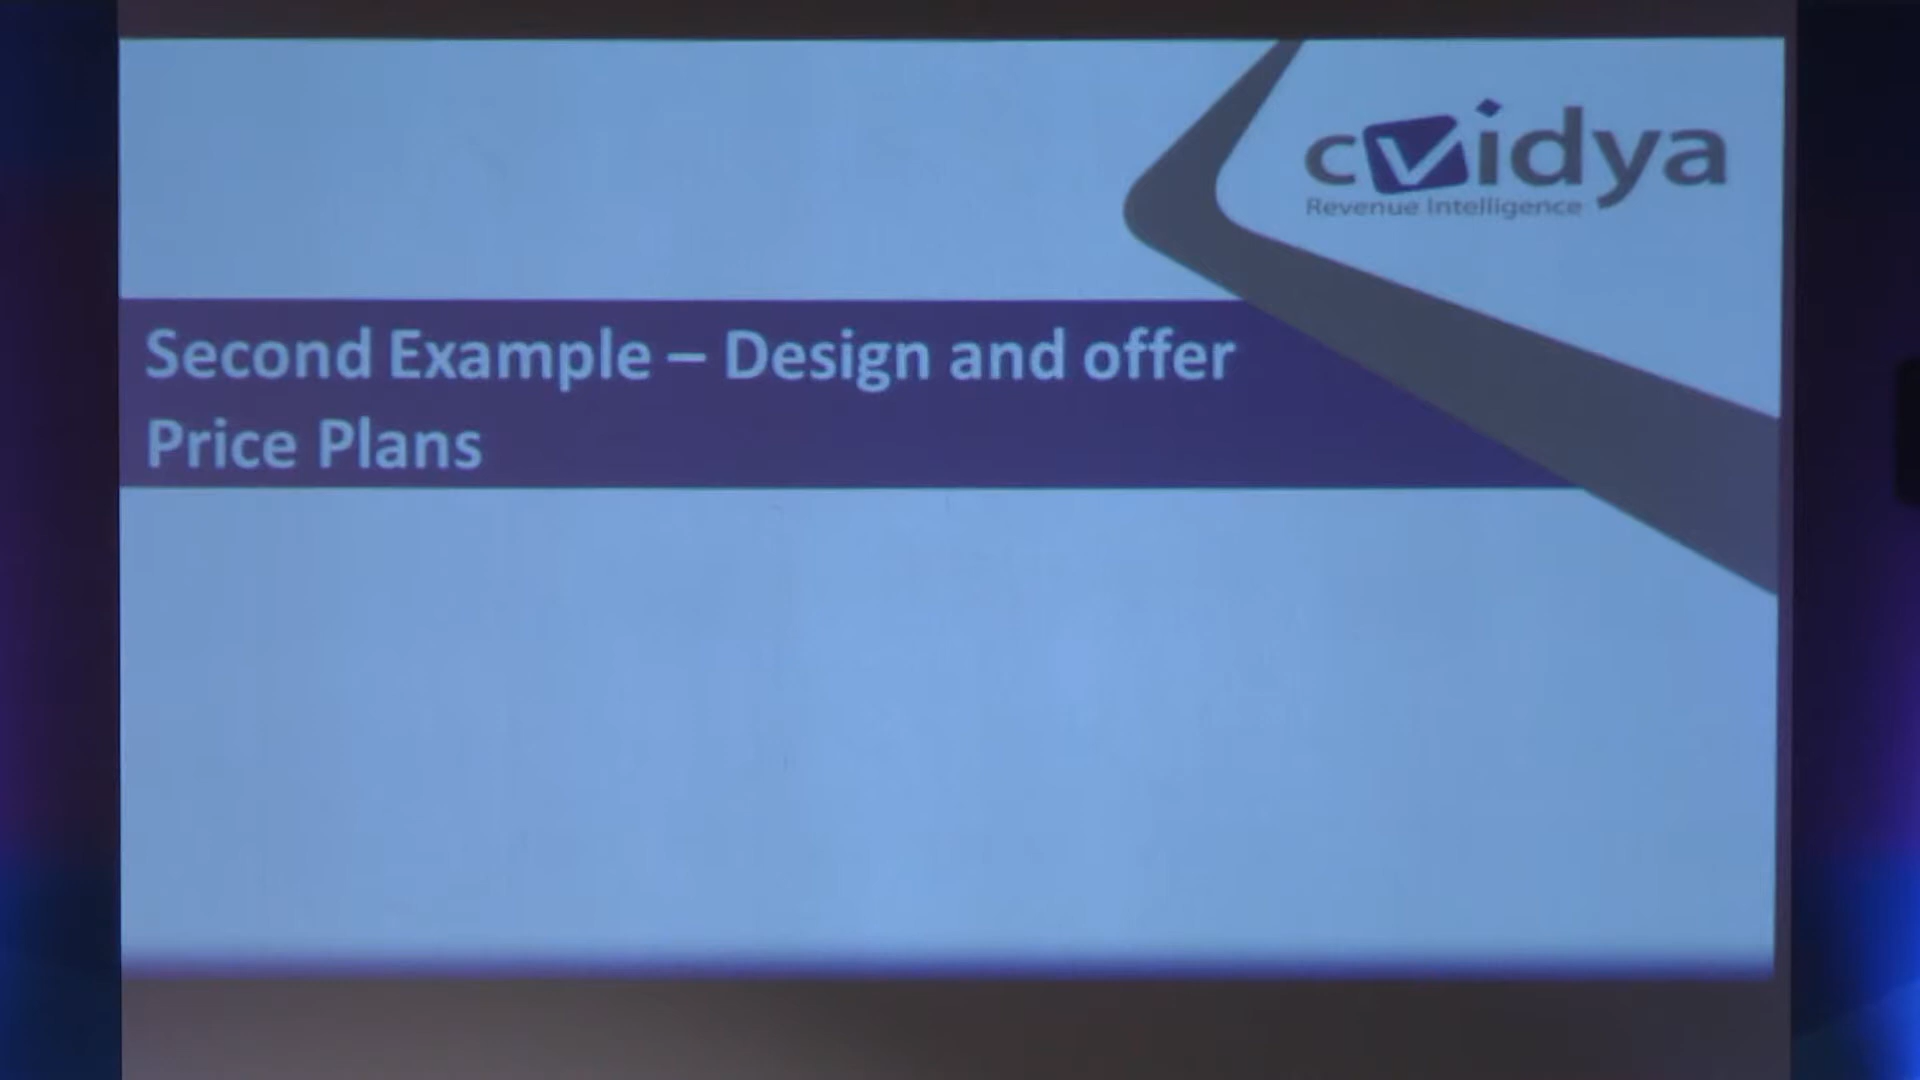 cvidya
Revenue Intelligence
Second Example – Design and offer
Price Plans